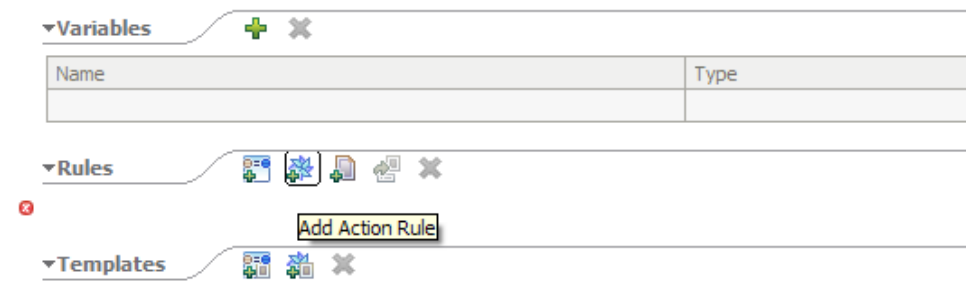 Variables
Name Type
Rules
Add Action Rule
Templates